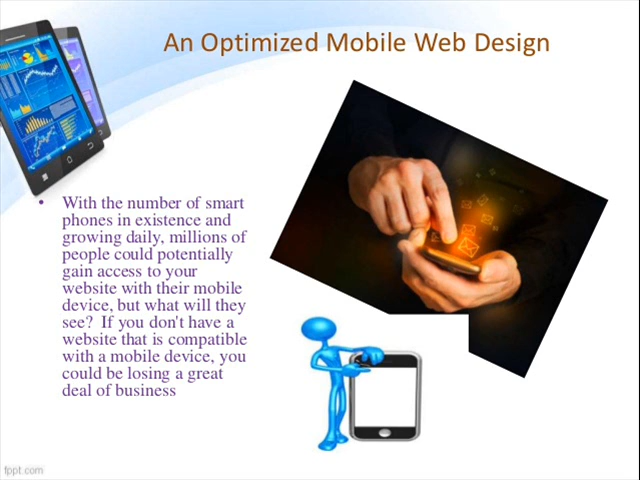 An Optimized Mobile Web Design
• With the number of smart
phones in existence and
growing daily, millions of
people could potentially
gain access to your
website with their mobile
device, but what will they
see?  If you don't have a
website that is compatible
with a mobile device, you
could be losing a great
deal of business
fppt.com